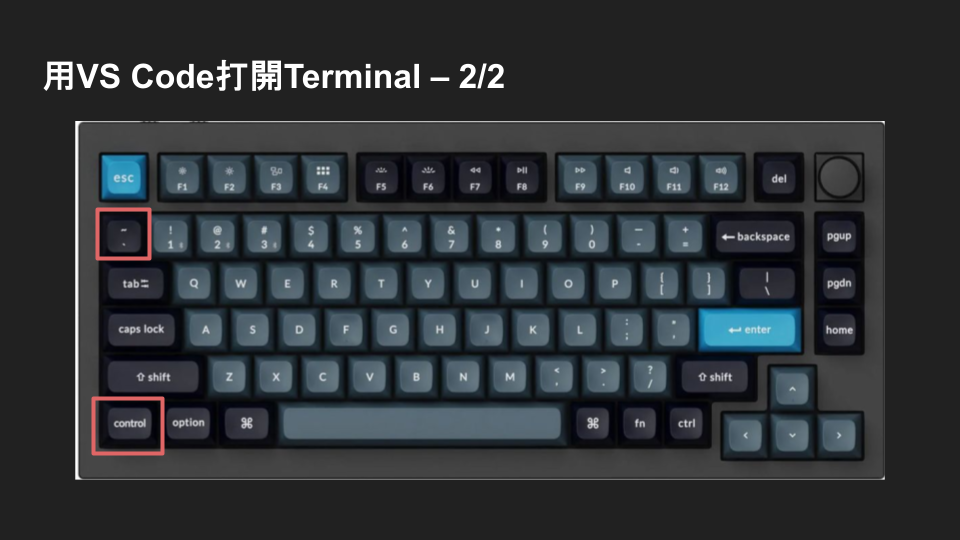 用VS Code打開Terminal – 2/2
esc F1 F2 F3 F4 F5 F6 F7 F8 F9 F10 F11 F12 del
~ ` ! 1 @ 2 # 3 $ 4 % 5 ^ 6 & 7 * 8 ( 9 ) 0 — - + = ← backspace pgup
tab Q W E R T Y U I O P { [ } ] | \ pgdn
caps lock A S D F G H J K L : ; " ' ↵ enter home
⇧ shift Z X C V B N M < , > . ? / ⇧ shift ^
control option ⌘ ⌘ fn ctrl < ⌄ >